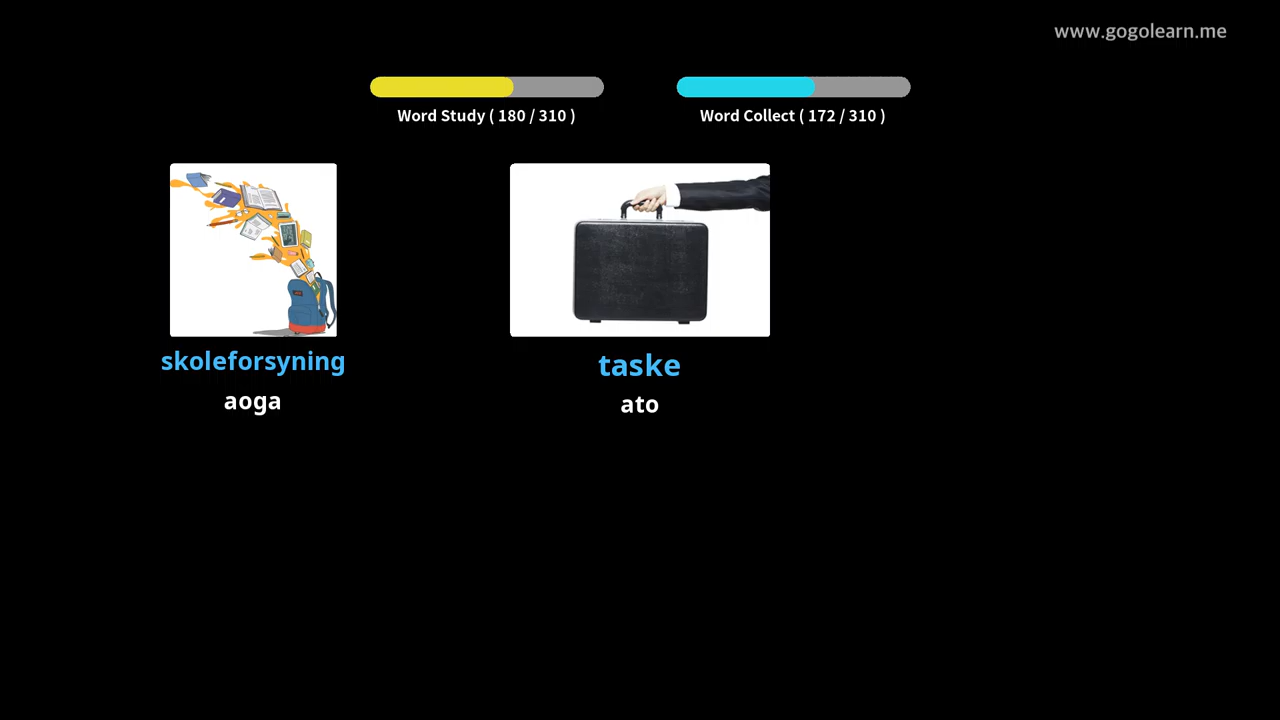 www.gogolearn.me
Word Study ( 180 / 310 )
Word Collect ( 172 / 310 )
skoleforsyning
taske
aoga
ato